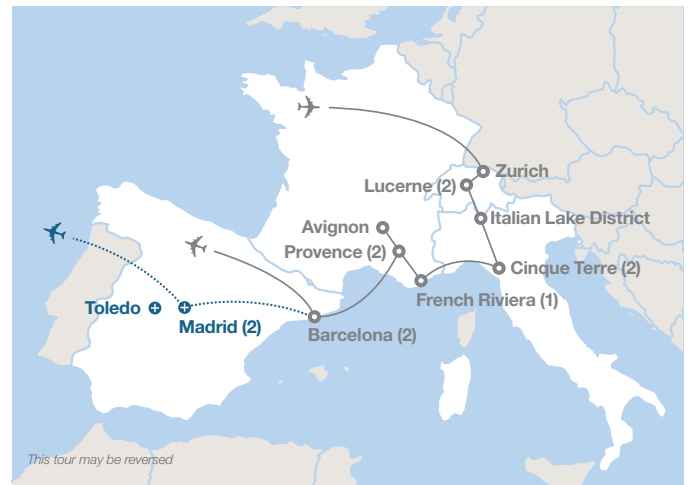 Zurich
Lucerne (2)
Italian Lake District
Avignon
Provence (2)
Cinque Terre (2)
French Riviera (1)
Toledo
Madrid (2)
Barcelona (2)
This tour may be reversed